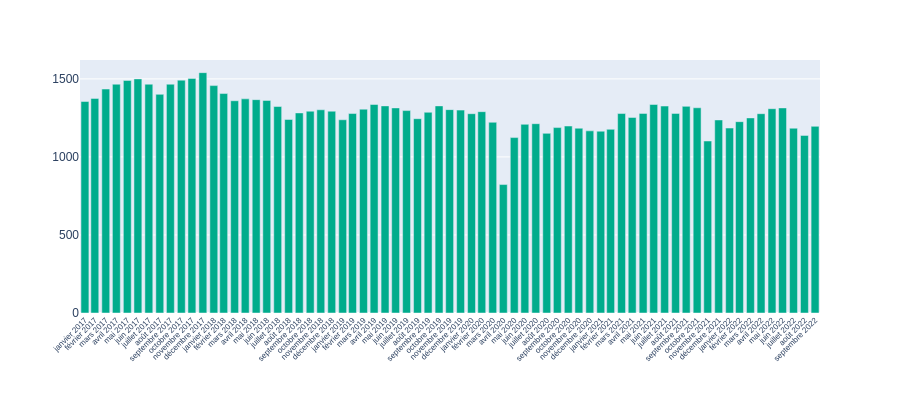 1500
1000
500
0
janvier 2017
février 2017
mars 2017
avril 2017
mai 2017
juin 2017
juillet 2017
août 2017
septembre 2017
octobre 2017
novembre 2017
décembre 2017
janvier 2018
février 2018
mars 2018
avril 2018
mai 2018
juin 2018
juillet 2018
août 2018
septembre 2018
octobre 2018
novembre 2018
décembre 2018
janvier 2019
février 2019
mars 2019
avril 2019
mai 2019
juin 2019
juillet 2019
août 2019
septembre 2019
octobre 2019
novembre 2019
décembre 2019
janvier 2020
février 2020
mars 2020
avril 2020
mai 2020
juin 2020
juillet 2020
août 2020
septembre 2020
octobre 2020
novembre 2020
décembre 2020
janvier 2021
février 2021
mars 2021
avril 2021
mai 2021
juin 2021
juillet 2021
août 2021
septembre 2021
octobre 2021
novembre 2021
décembre 2021
janvier 2022
février 2022
mars 2022
avril 2022
mai 2022
juin 2022
juillet 2022
août 2022
septembre 2022